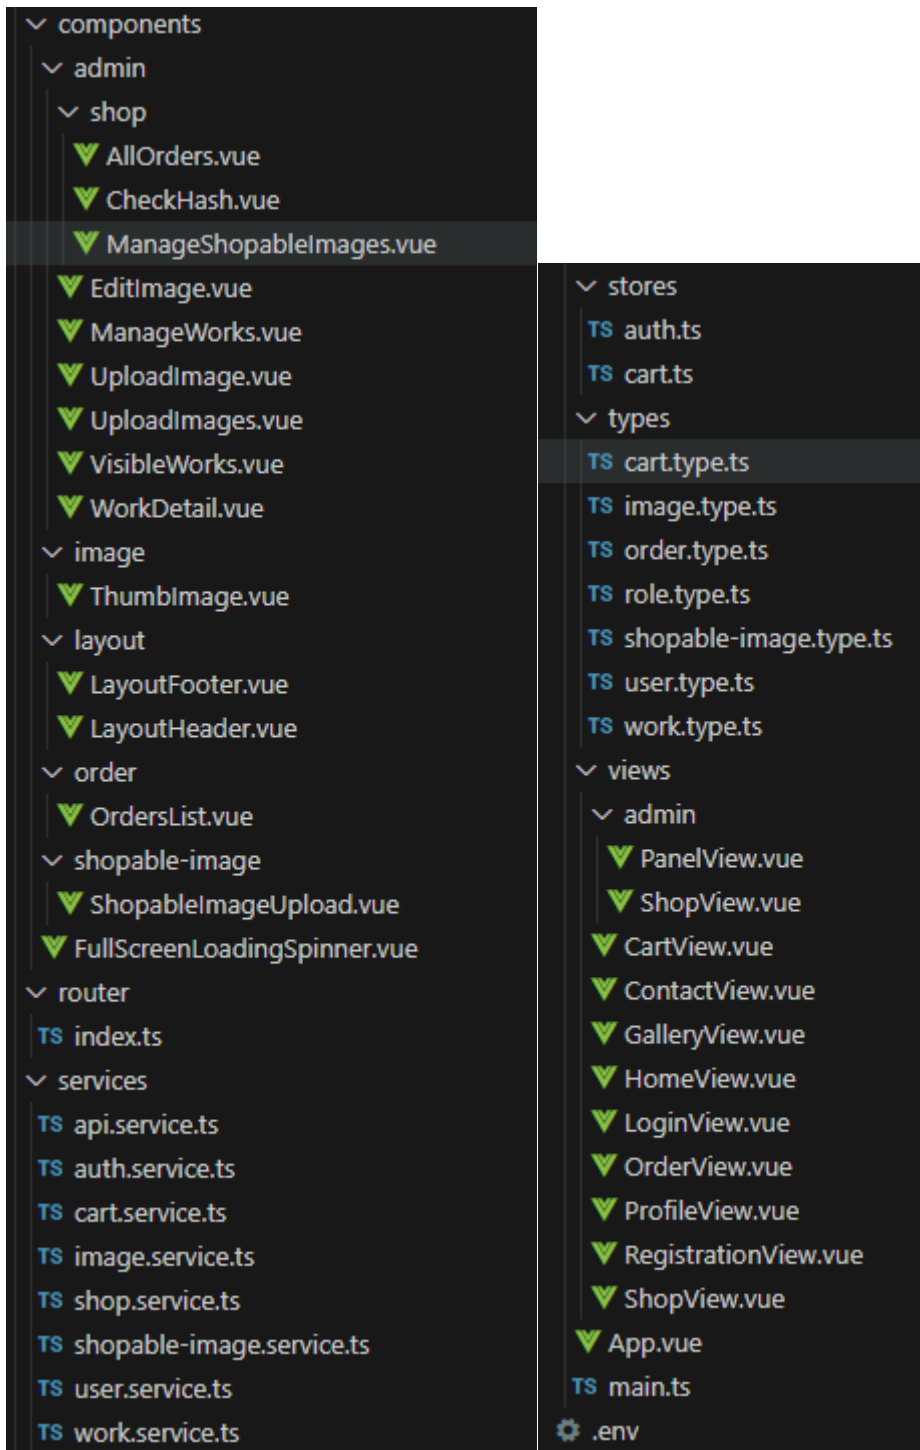 components
admin
shop
AllOrders.vue
CheckHash.vue
ManageShopableImages.vue
EditImage.vue
ManageWorks.vue
UploadImage.vue
UploadImages.vue
VisibleWorks.vue
WorkDetail.vue
image
ThumbImage.vue
layout
LayoutFooter.vue
LayoutHeader.vue
order
OrdersList.vue
shopable-image
ShopableImageUpload.vue
FullScreenLoadingSpinner.vue
router
TS index.ts
services
TS api.service.ts
TS auth.service.ts
TS cart.service.ts
TS image.service.ts
TS shop.service.ts
TS shopable-image.service.ts
TS user.service.ts
TS work.service.ts
stores
TS auth.ts
TS cart.ts
types
TS cart.type.ts
TS image.type.ts
TS order.type.ts
TS role.type.ts
TS shopable-image.type.ts
TS user.type.ts
TS work.type.ts
views
admin
PanelView.vue
ShopView.vue
CartView.vue
ContactView.vue
GalleryView.vue
HomeView.vue
LoginView.vue
OrderView.vue
ProfileView.vue
RegistrationView.vue
ShopView.vue
App.vue
TS main.ts
.env